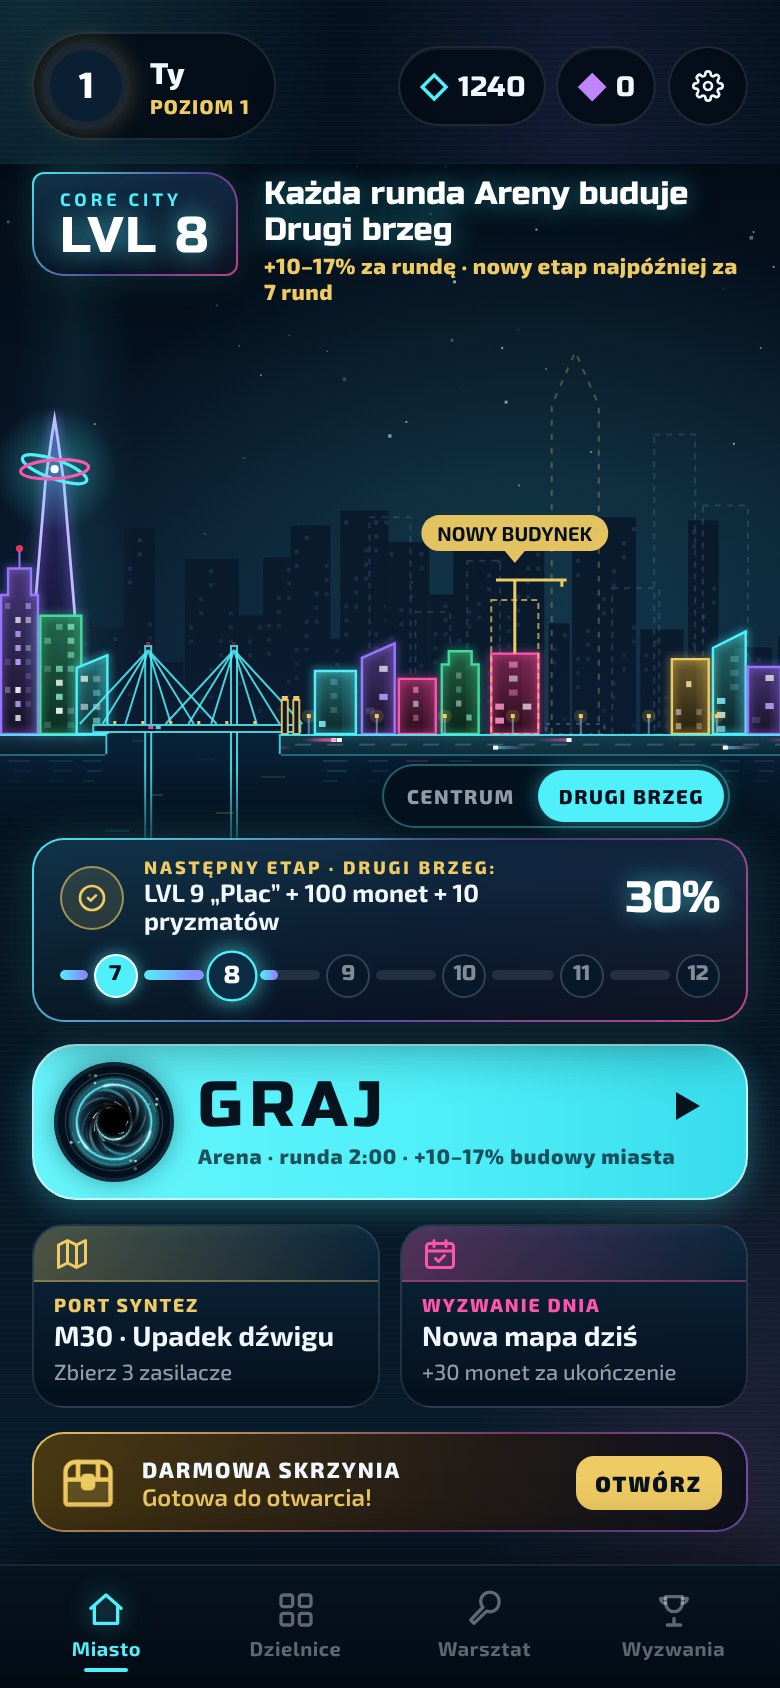 1
Ty
POZIOM 1
1240
0
CORE CITY
LVL 8
Każda runda Areny buduje
Drugi brzeg
+10–17% za rundę · nowy etap najpóźniej za
7 rund
NOWY BUDYNEK
CENTRUM
DRUGI BRZEG
NASTĘPNY ETAP · DRUGI BRZEG:
LVL 9 „Plac” + 100 monet + 10
pryzmatów
30%
7
8
9
10
11
12
GRAJ
Arena · runda 2:00 · +10–17% budowy miasta
PORT SYNTEZ
M30 · Upadek dźwigu
Zbierz 3 zasilacze
WYZWANIE DNIA
Nowa mapa dziś
+30 monet za ukończenie
DARMOWA SKRZYNIA
Gotowa do otwarcia!
OTWÓRZ
Miasto
Dzielnice
Warsztat
Wyzwania